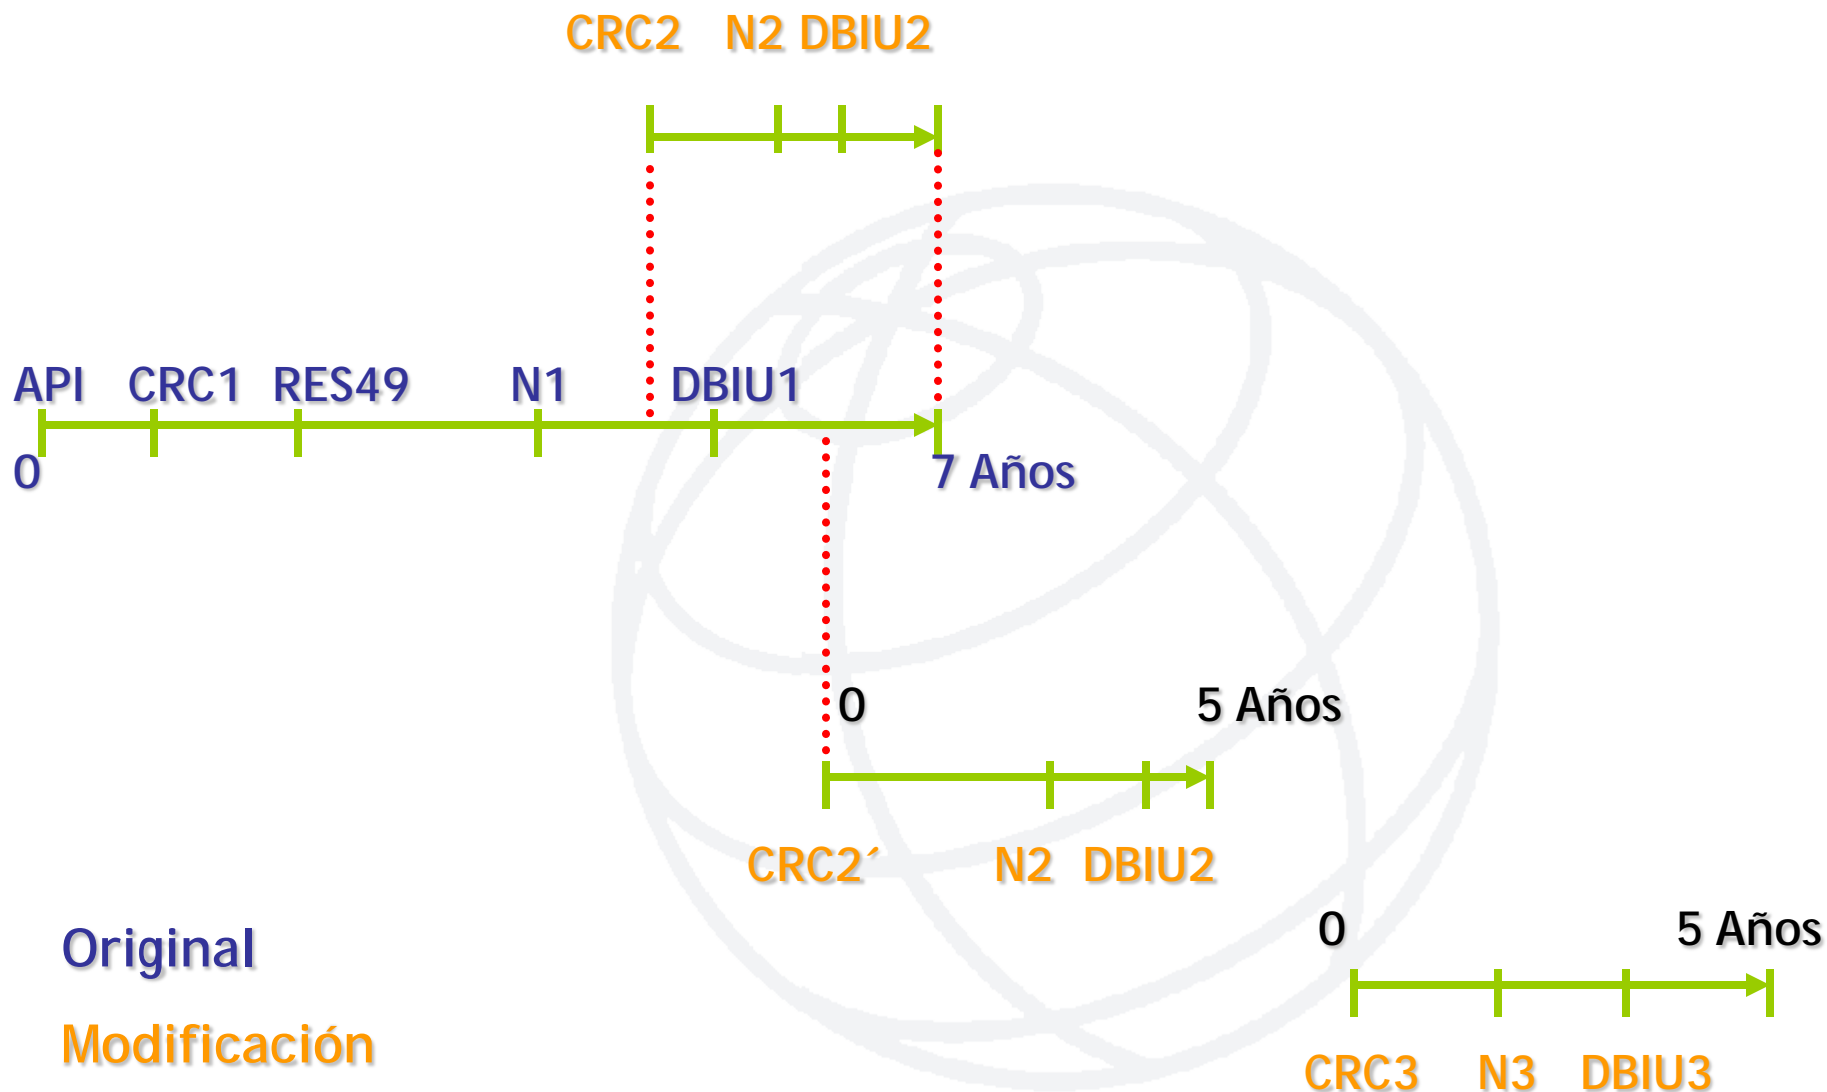 CRC2 N2 DBIU2
API CRC1 RES49 N1 DBIU1
0 7 Años
0 5 Años
CRC2´ N2 DBIU2
0 5 Años
Original
Modificación
CRC3 N3 DBIU3